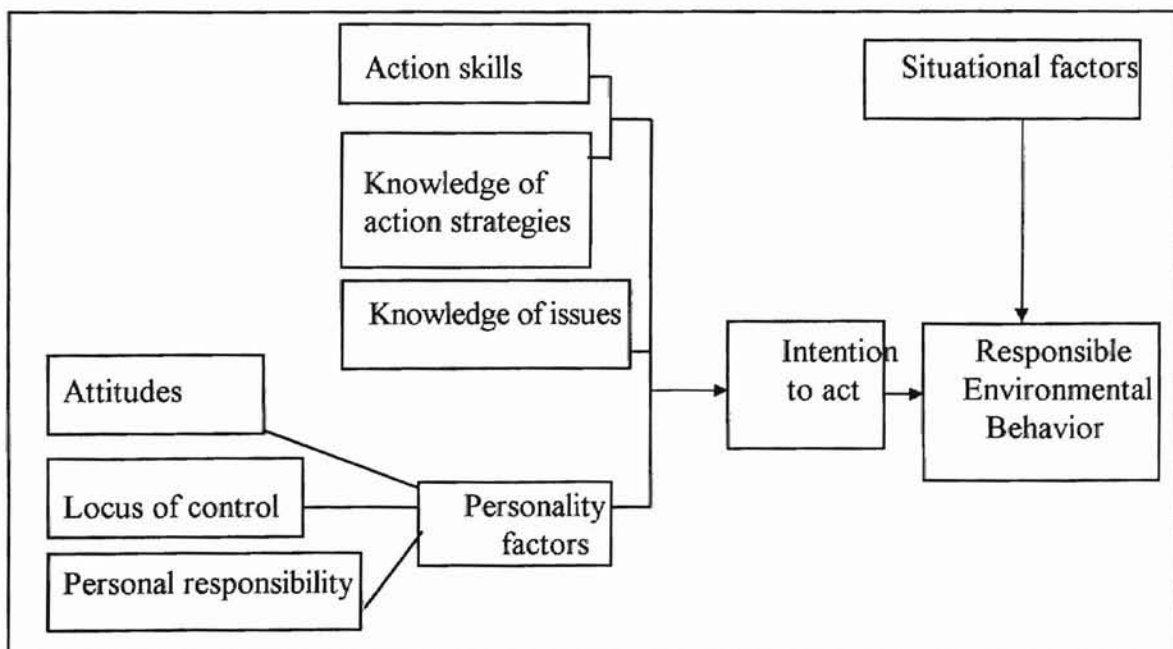 Action skills
Situational factors
Knowledge of
action strategies
Knowledge of issues
Intention
to act
Responsible
Environmental
Behavior
Attitudes
Locus of control
Personality
factors
Personal responsibility